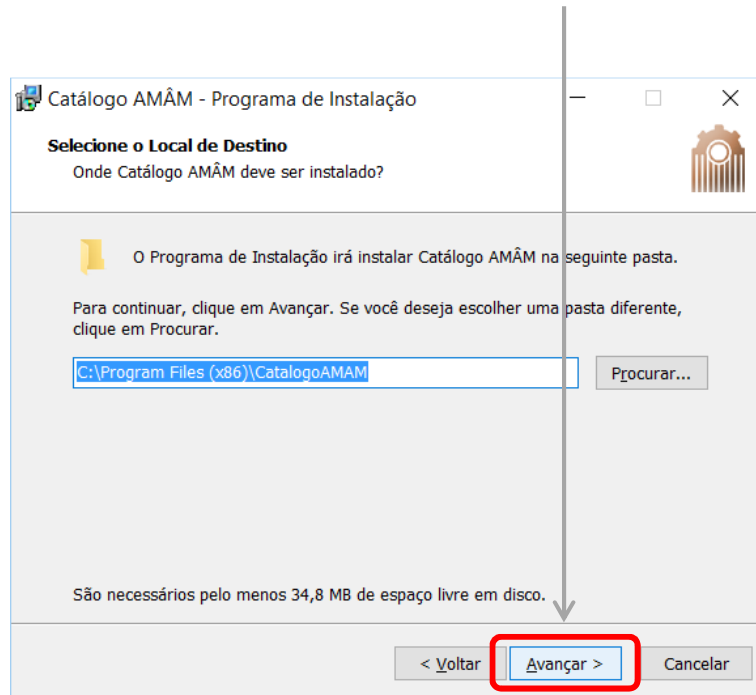 Catálogo AMÂM - Programa de Instalação
Selecione o Local de Destino
Onde Catálogo AMÂM deve ser instalado?
O Programa de Instalação irá instalar Catálogo AMÂM na seguinte pasta.
Para continuar, clique em Avançar. Se você deseja escolher uma pasta diferente,
clique em Procurar.
C:\Program Files (x86)\CatalogoAMAM
Procurar...
São necessários pelo menos 34,8 MB de espaço livre em disco.
< Voltar
Avançar >
Cancelar